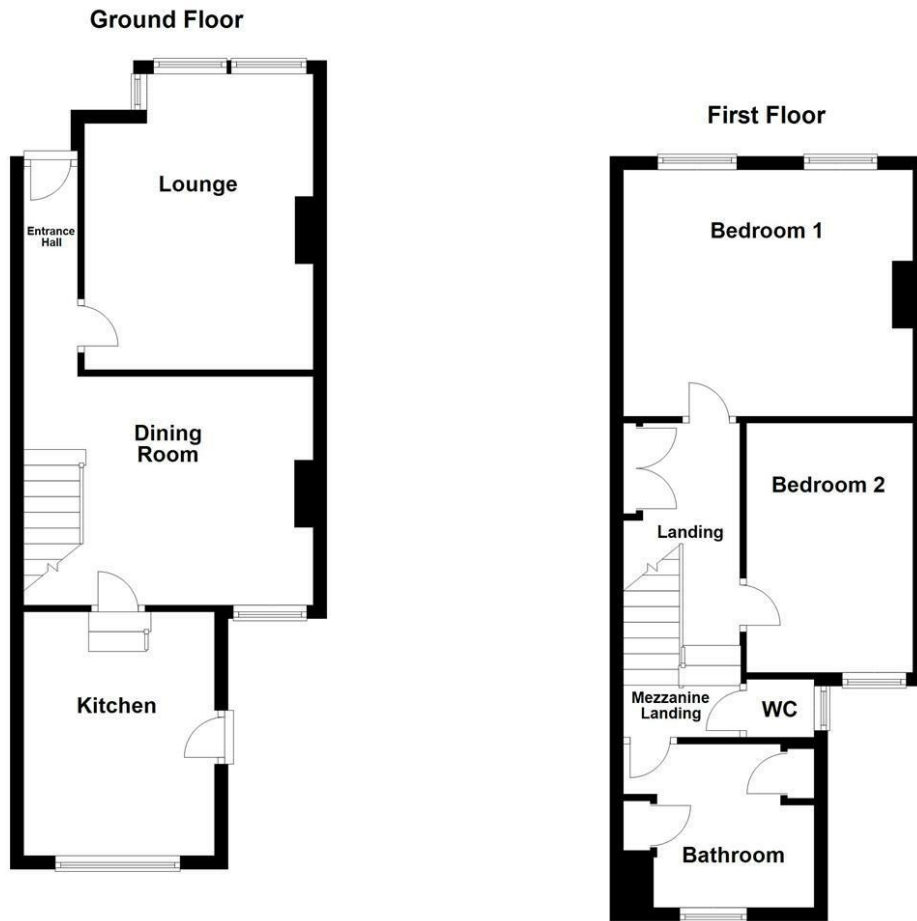 Ground Floor
Lounge
Entrance
Hall
Dining
Room
Kitchen
First Floor
Bedroom 1
Bedroom 2
Landing
Mezzanine
Landing
WC
Bathroom